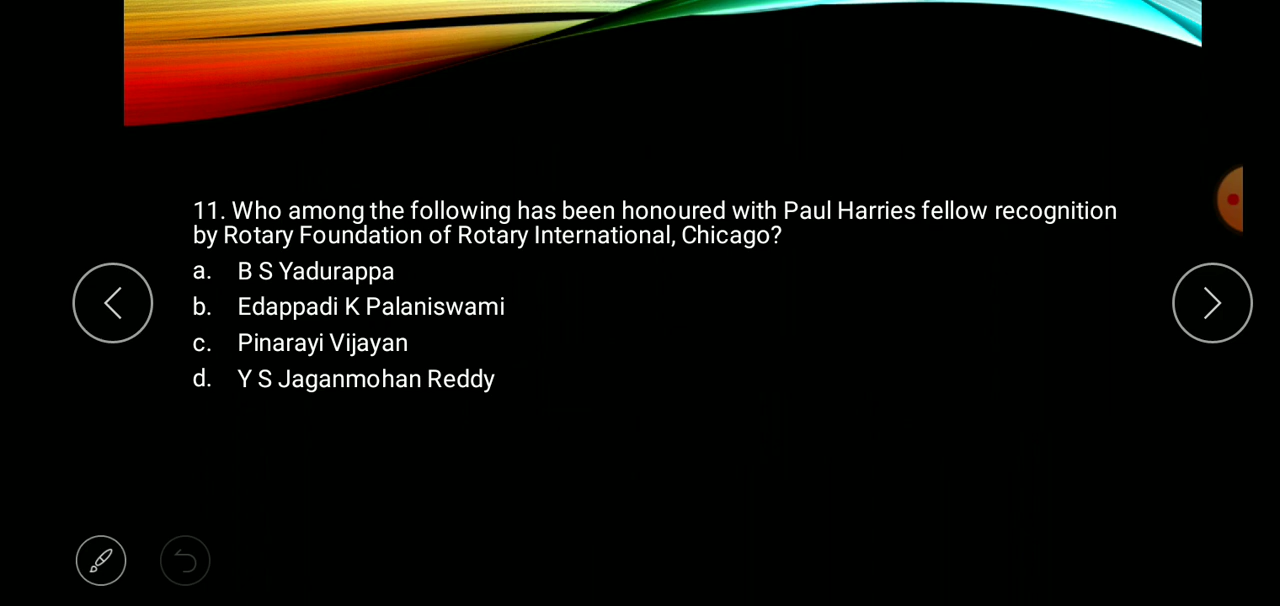 11. Who among the following has been honoured with Paul Harries fellow recognition
by Rotary Foundation of Rotary International, Chicago?
a. B S Yadurappa
b. Edappadi K Palaniswami
c. Pinarayi Vijayan
d. Y S Jaganmohan Reddy